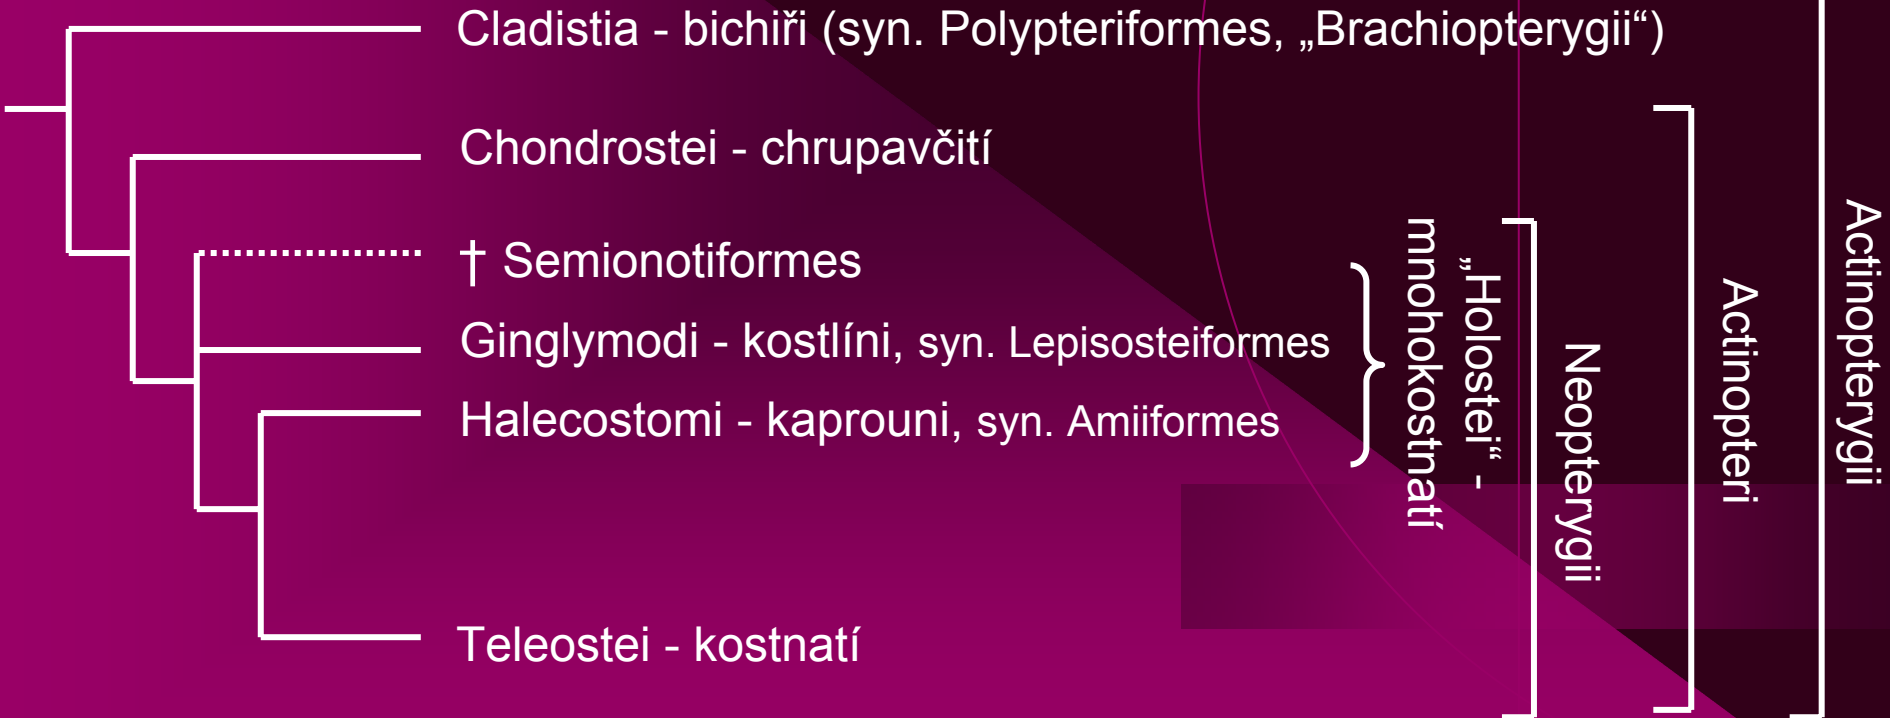 Cladistia - bichiři (syn. Polypteriformes, „Brachiopterygii“)
Chondrostei - chrupavčití
† Semionotiformes
Ginglymodi - kostlíni, syn. Lepisosteiformes
Halecostomi - kaprouni, syn. Amiiformes
Teleostei - kostnatí
„Holostei“ -
mnohokostnatí
Neopterygii
Actinopteri
Actinopterygii